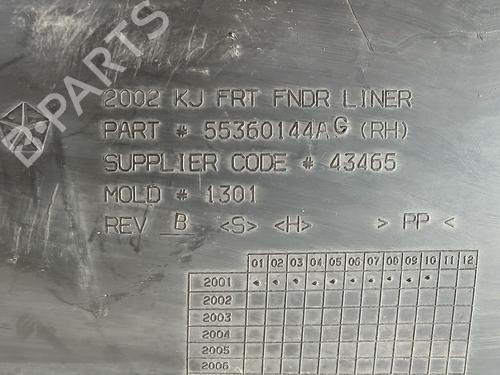 B-PARTS
2002 KJ FRT FNDR LINER
PART # 55360144AG (RH)
SUPPLIER CODE # 43465
MOLD # 1301
REV B <S> <H> > PP <
01 02 03 04 05 06 07 08 09 10 11 12
2001
2002
2003
2004
2005
2006